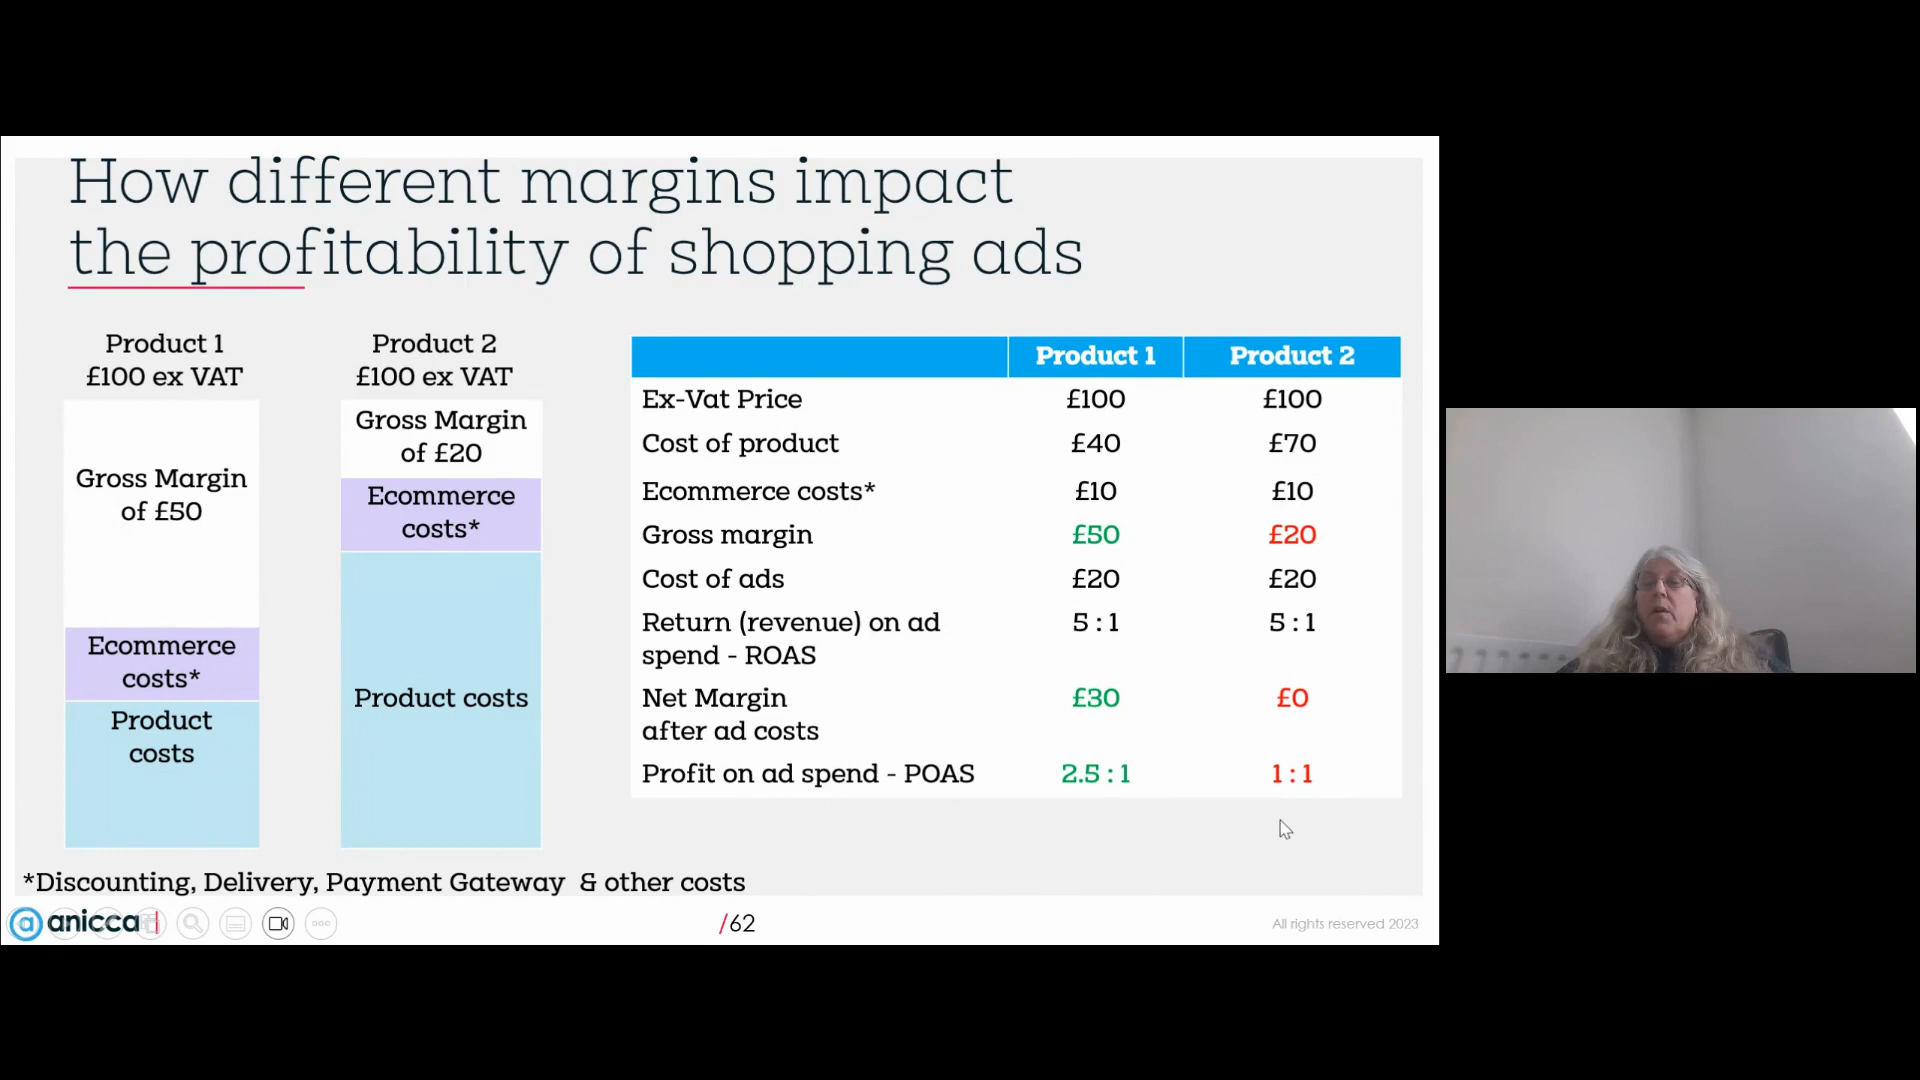 How different margins impact
the profitability of shopping ads
Product 1
£100 ex VAT
Gross Margin
of £50
Ecommerce
costs*
Product
costs
Product 2
£100 ex VAT
Gross Margin
of £20
Ecommerce
costs*
Product costs
Product 1 Product 2
Ex-Vat Price £100 £100
Cost of product £40 £70
Ecommerce costs* £10 £10
Gross margin £50 £20
Cost of ads £20 £20
Return (revenue) on ad 5 : 1 5 : 1
spend - ROAS
Net Margin £30 £0
after ad costs
Profit on ad spend - POAS 2.5 : 1 1 : 1
*Discounting, Delivery, Payment Gateway & other costs
anicca
/62
All rights reserved 2023